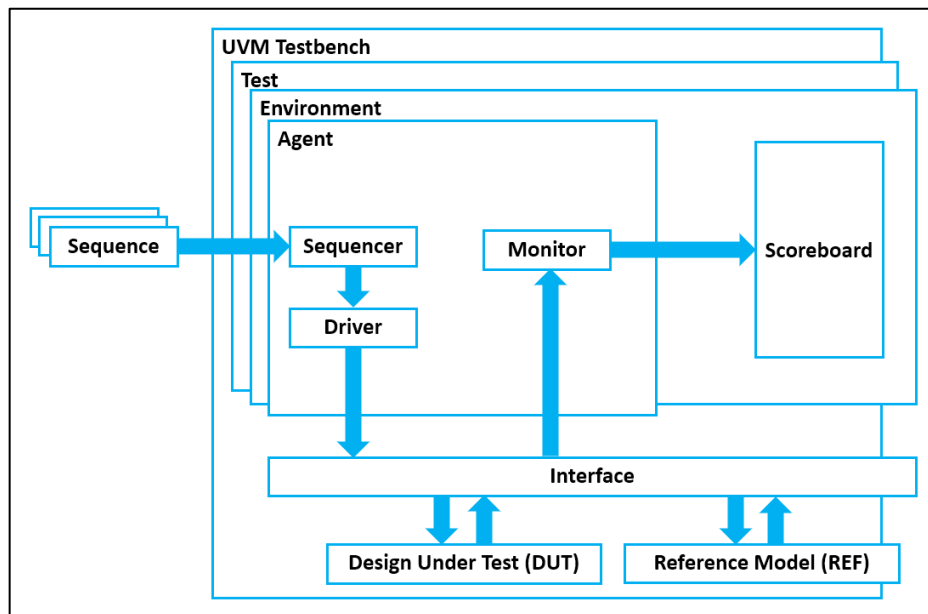 UVM Testbench
Test
Environment
Agent
Sequence
Sequencer
Monitor
Scoreboard
Driver
Interface
Design Under Test (DUT)
Reference Model (REF)